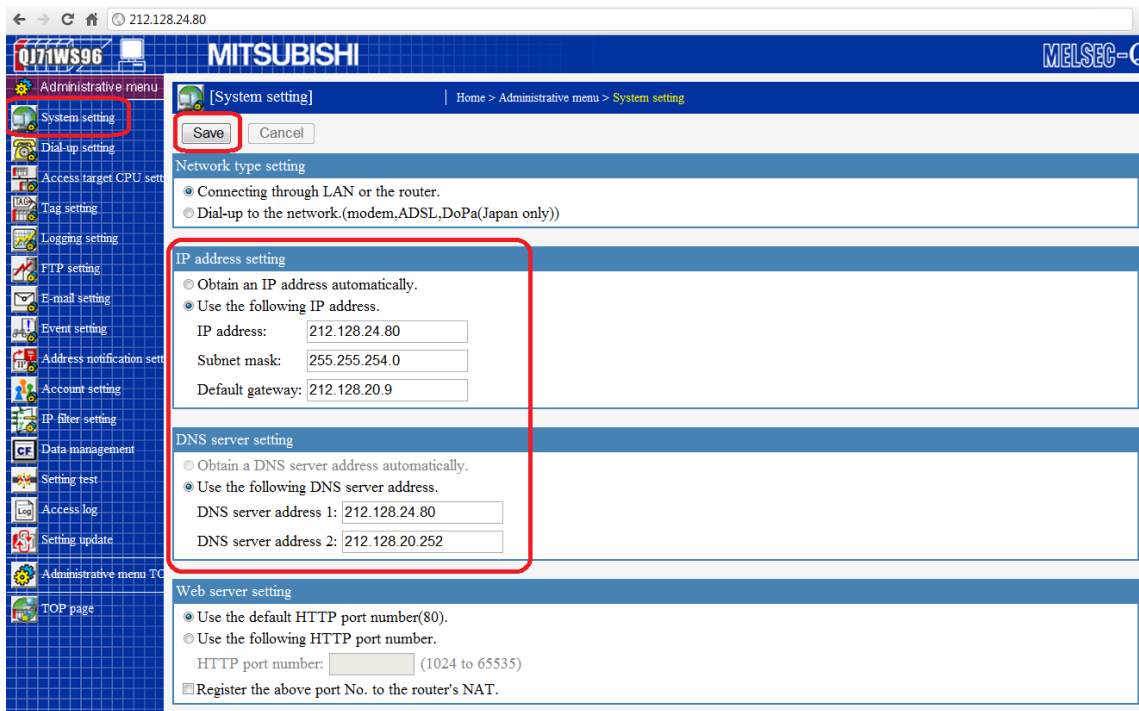 212.128.24.80
QJ71WS96
MITSUBISHI
MELSEC-Q
Administrative menu
System setting
Dial-up setting
Access target CPU sett
Tag setting
Logging setting
FTP setting
E-mail setting
Event setting
Address notification sett
Account setting
IP filter setting
CF Data management
Setting test
Log Access log
Setting update
Administrative menu TO
TOP page
[System setting]
Home > Administrative menu > System setting
Save Cancel
Network type setting
Connecting through LAN or the router.
Dial-up to the network.(modem,ADSL,DoPa(Japan only))
IP address setting
Obtain an IP address automatically.
Use the following IP address.
IP address: 212.128.24.80
Subnet mask: 255.255.254.0
Default gateway: 212.128.20.9
DNS server setting
Obtain a DNS server address automatically.
Use the following DNS server address.
DNS server address 1: 212.128.24.80
DNS server address 2: 212.128.20.252
Web server setting
Use the default HTTP port number(80).
Use the following HTTP port number.
HTTP port number: (1024 to 65535)
Register the above port No. to the router's NAT.